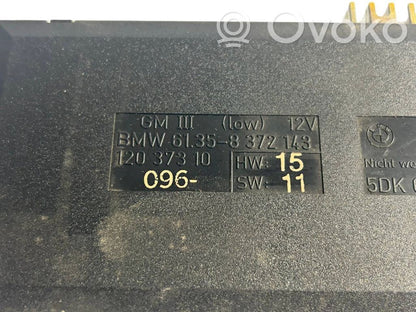 OVOKO
GM III (low) 12V
BMW-61.35-8 372 143
120 373 10 HW: 15
096- SW: 11
Nicht we
5DK
OVOKO